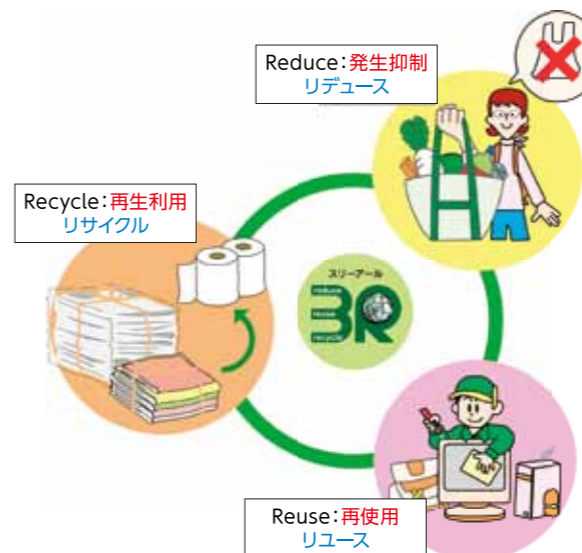 Reduce：発生抑制
リデュース
Recycle：再生利用
リサイクル
スリーアール
reduce
reuse
recycle
3R
Reuse：再使用
リユース